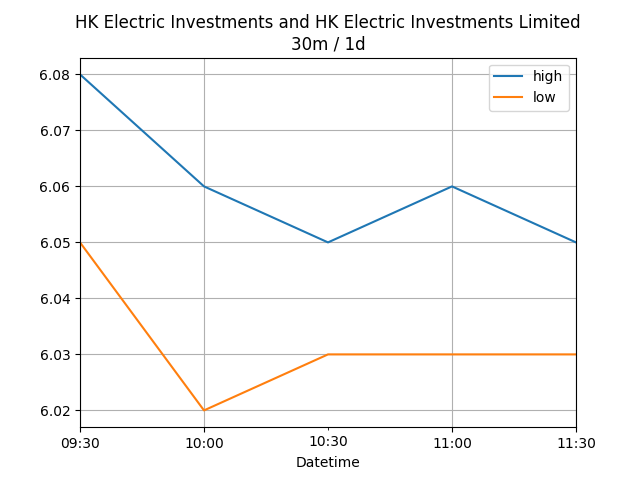 HK Electric Investments and HK Electric Investments Limited
30m / 1d
high
low
6.08
6.07
6.06
6.05
6.04
6.03
6.02
09:30
10:00
10:30
11:00
11:30
Datetime